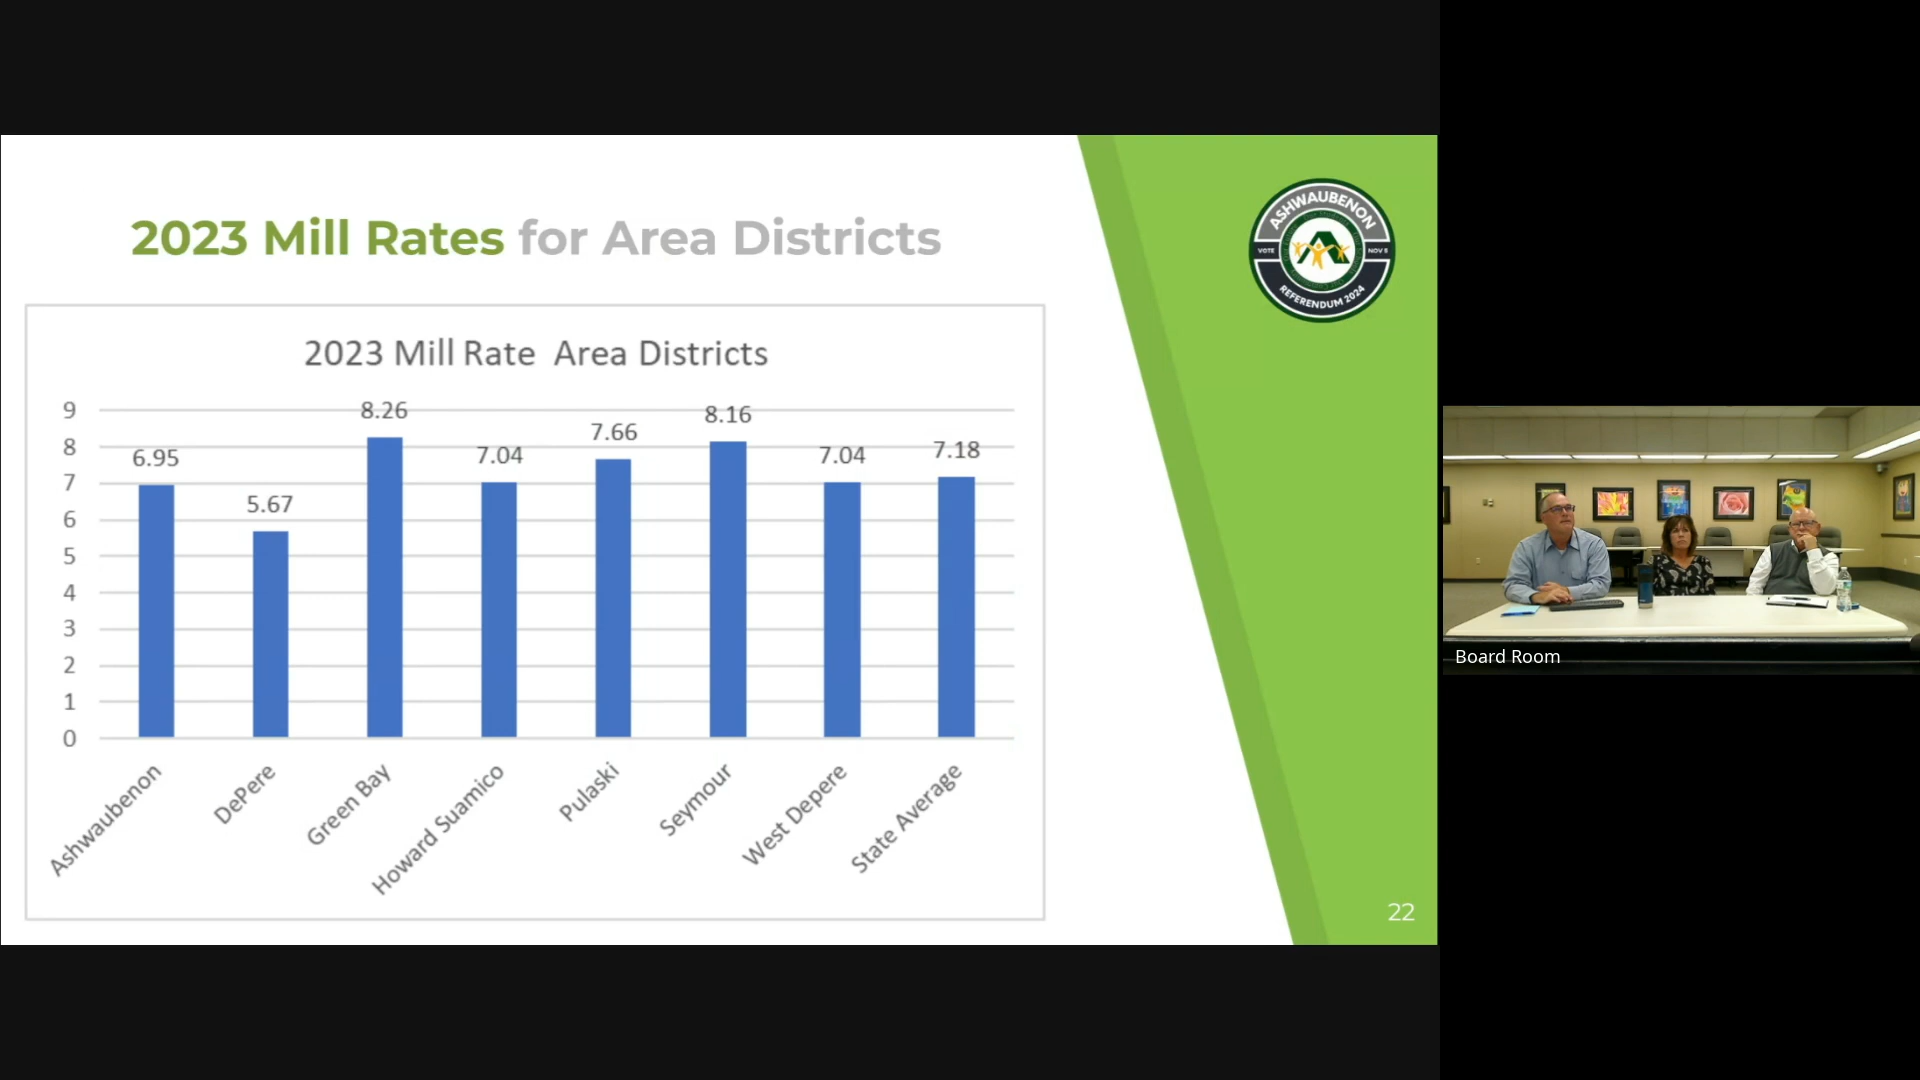 2023 Mill Rates for Area Districts
2023 Mill Rate  Area Districts
9
8
7
6
5
4
3
2
1
0
6.95
5.67
8.26
7.04
7.66
8.16
7.04
7.18
Ashwaubenon
DePere
Green Bay
Howard Suamico
Pulaski
Seymour
West Depere
State Average
ASHWAUBENON
VOTE
NOV 5
REFERENDUM 2024
22
Board Room